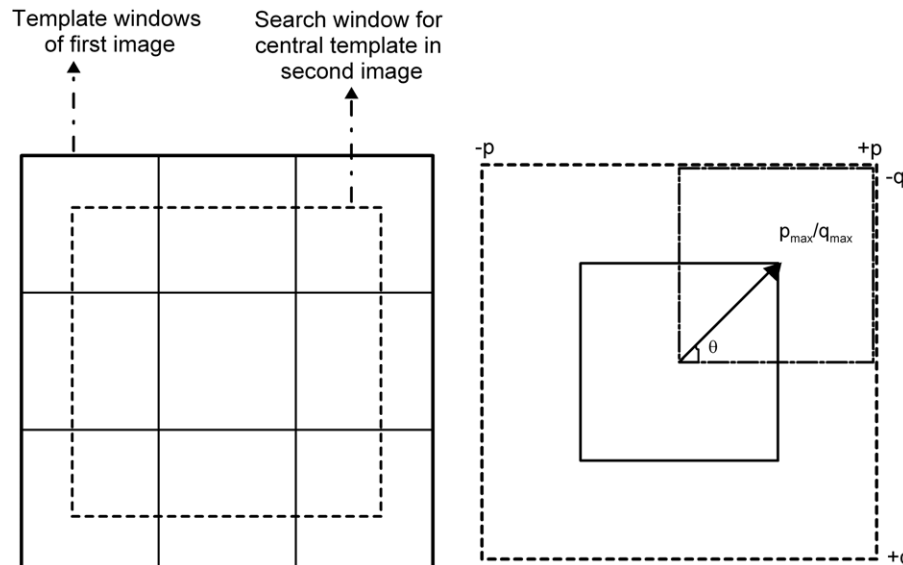 Template windows
of first image
Search window for
central template in
second image
-p
+p
-q
pmax/qmax
θ
+q